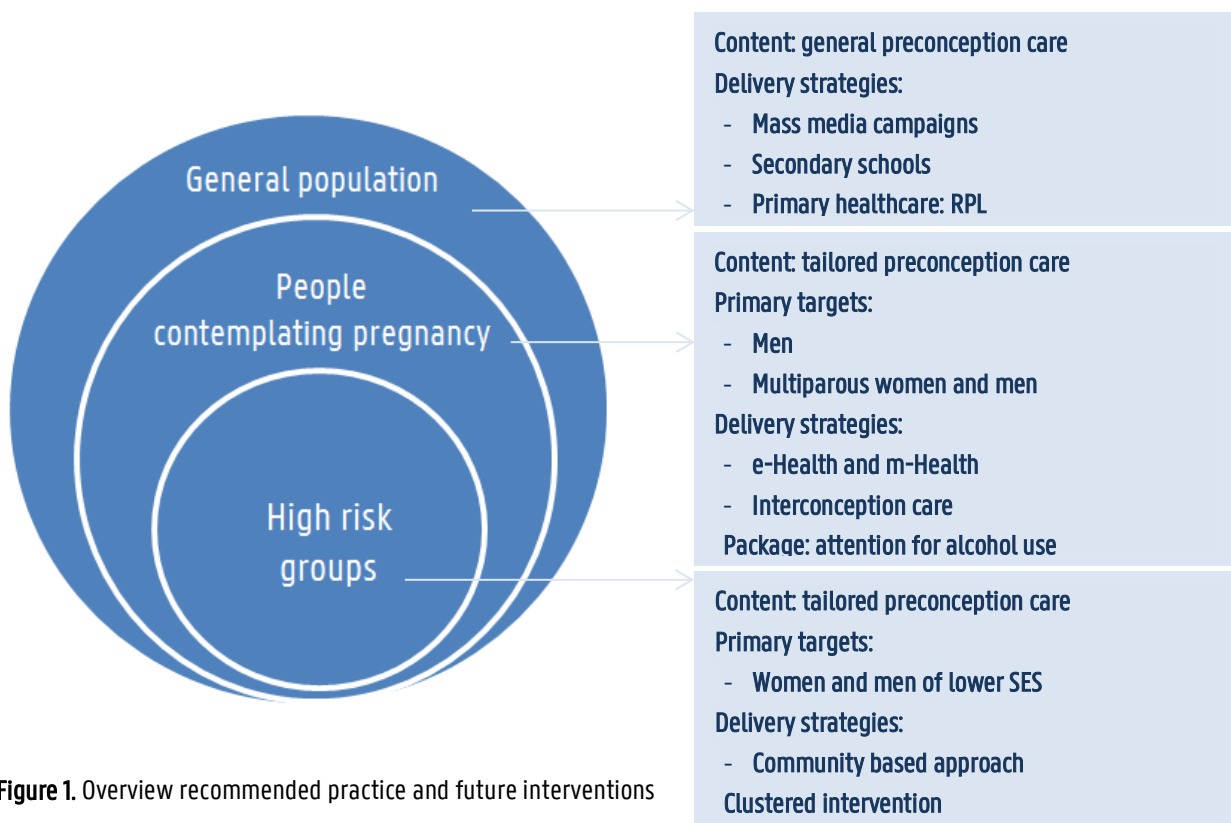 General population
People
contemplating pregnancy
High risk
groups
Content: general preconception care
Delivery strategies:
- Mass media campaigns
- Secondary schools
- Primary healthcare: RPL
Content: tailored preconception care
Primary targets:
- Men
- Multiparous women and men
Delivery strategies:
- e-Health and m-Health
- Interconception care
Package: attention for alcohol use
Content: tailored preconception care
Primary targets:
- Women and men of lower SES
Delivery strategies:
- Community based approach
Clustered intervention
Figure 1. Overview recommended practice and future interventions